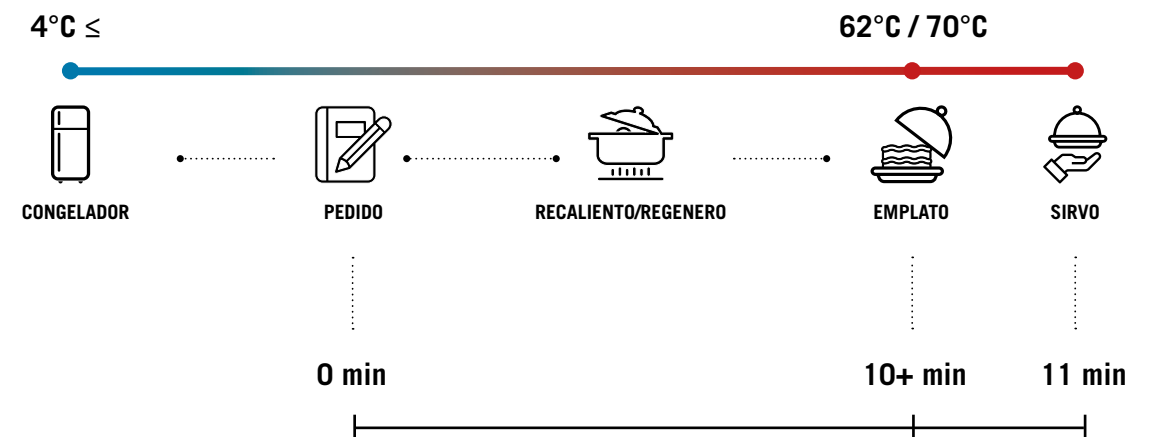 4°C ≤
62°C / 70°C
CONGELADOR
PEDIDO
RECALIENTO/REGENERO
EMPLATO
SIRVO
0 min
10+ min
11 min